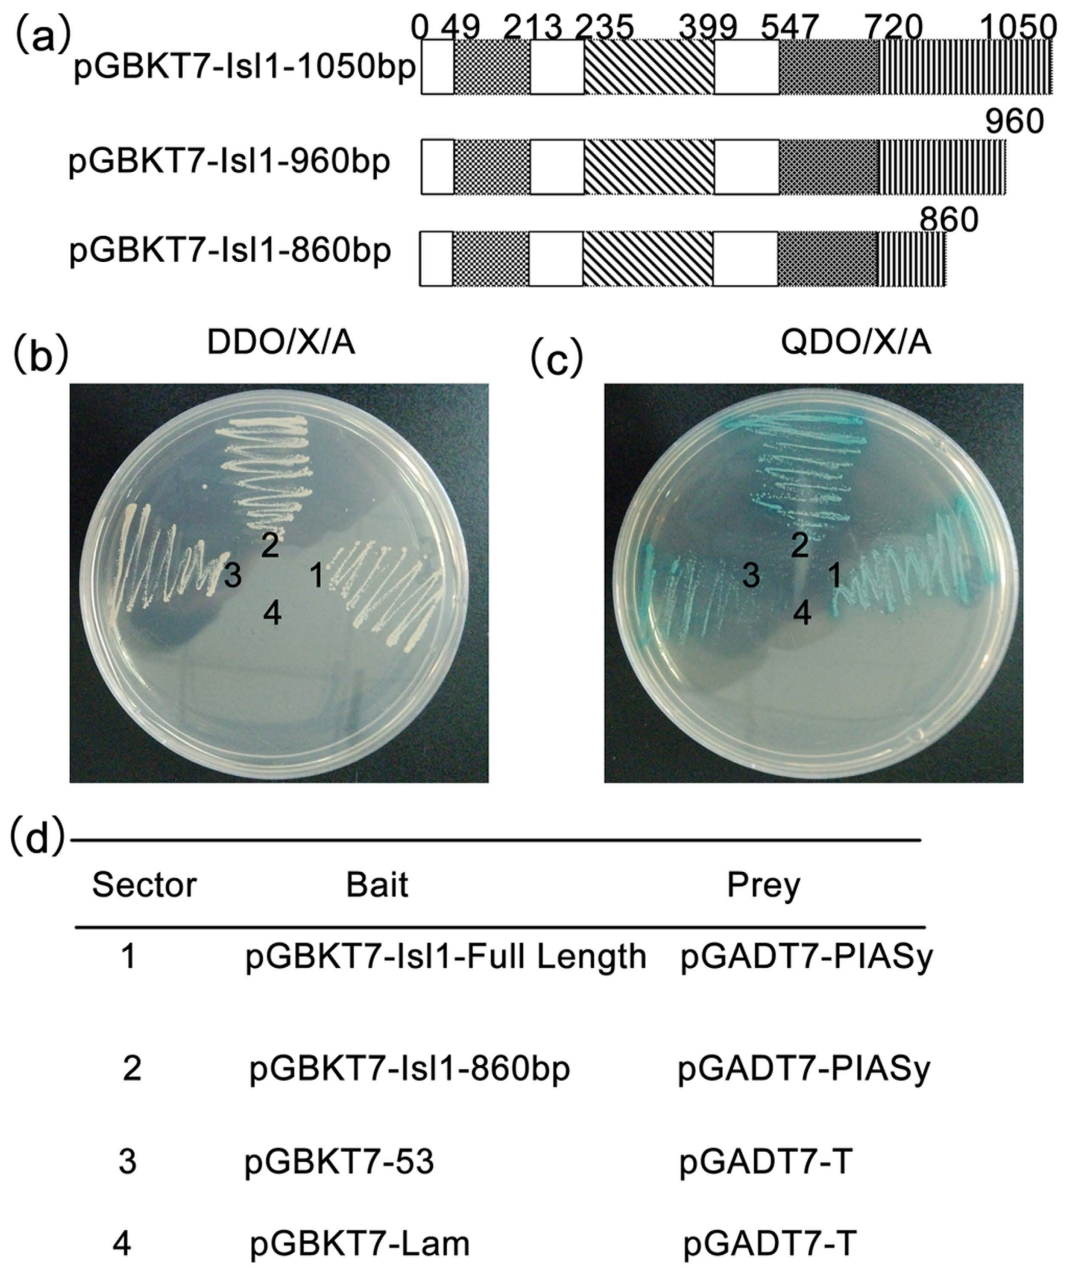 (a)
0 49 213 235 399 547 720 1050
pGBKT7-Isl1-1050bp
960
pGBKT7-Isl1-960bp
860
pGBKT7-Isl1-860bp
(b) DDO/X/A (c) QDO/X/A
2
3 1
4
2
3 1
4
(d)
Sector Bait Prey
1 pGBKT7-Isl1-Full Length pGADT7-PIASy
2 pGBKT7-Isl1-860bp pGADT7-PIASy
3 pGBKT7-53 pGADT7-T
4 pGBKT7-Lam pGADT7-T